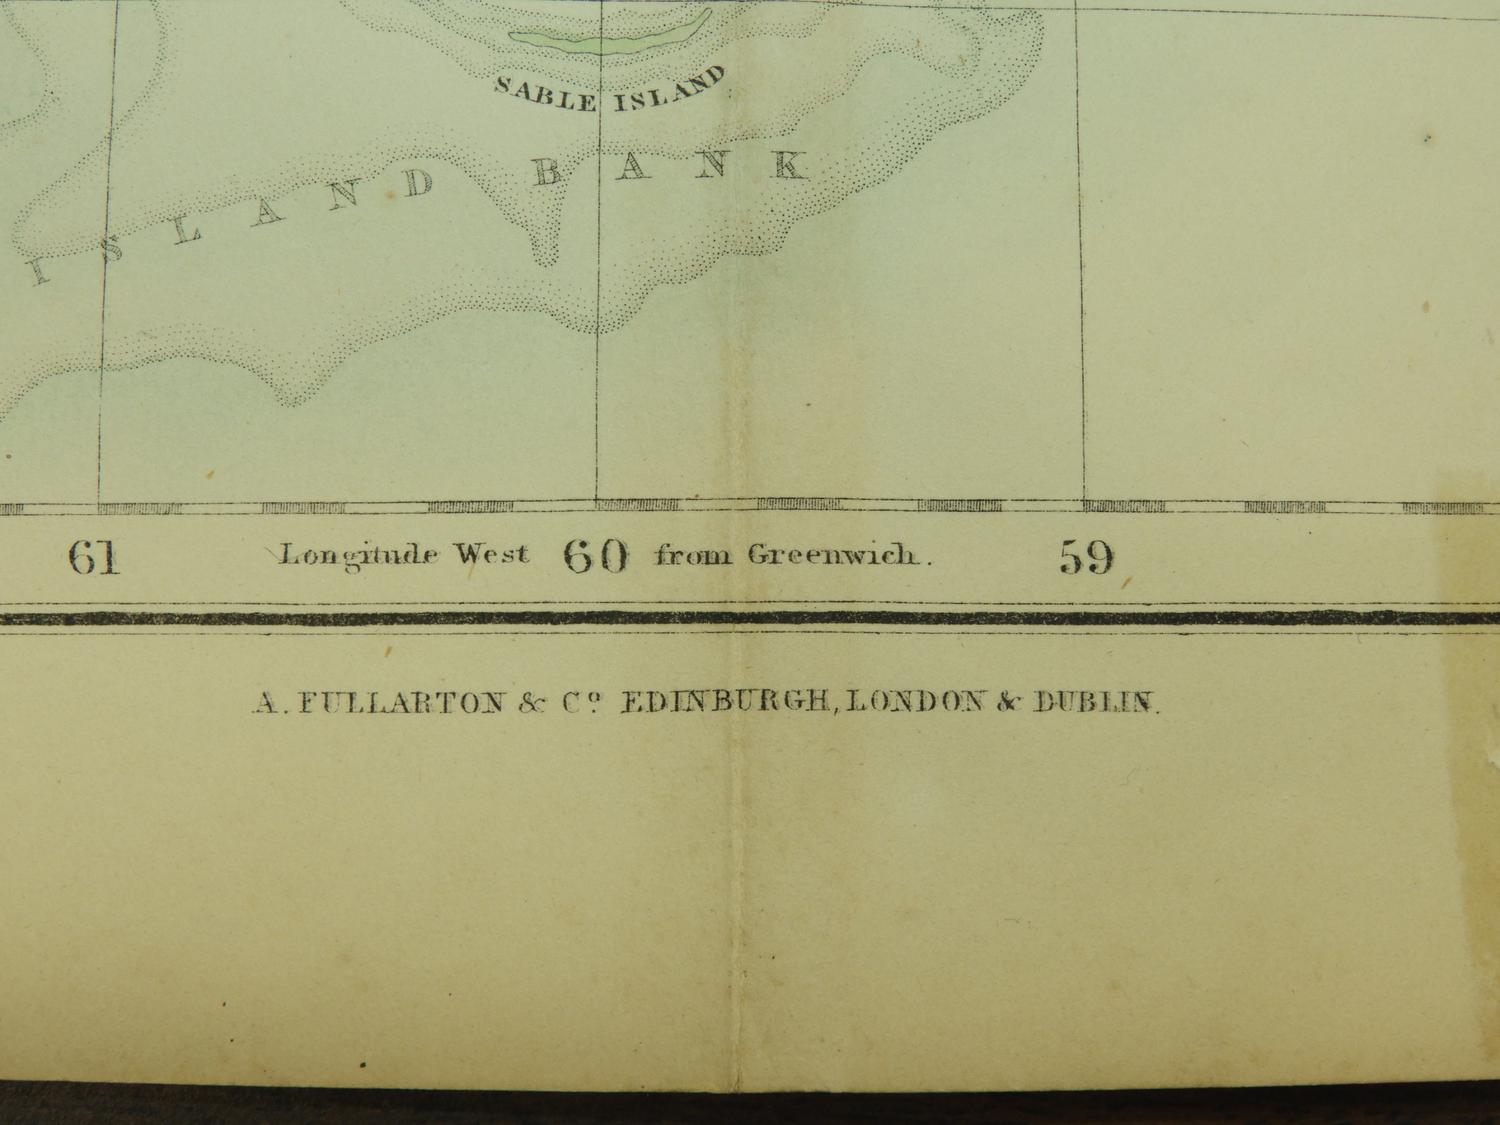 SABLE ISLAND
ISLAND BANK
61 Longitude West 60 from Greenwich. 59
A. FULLARTON & Cº EDINBURGH, LONDON & DUBLIN.